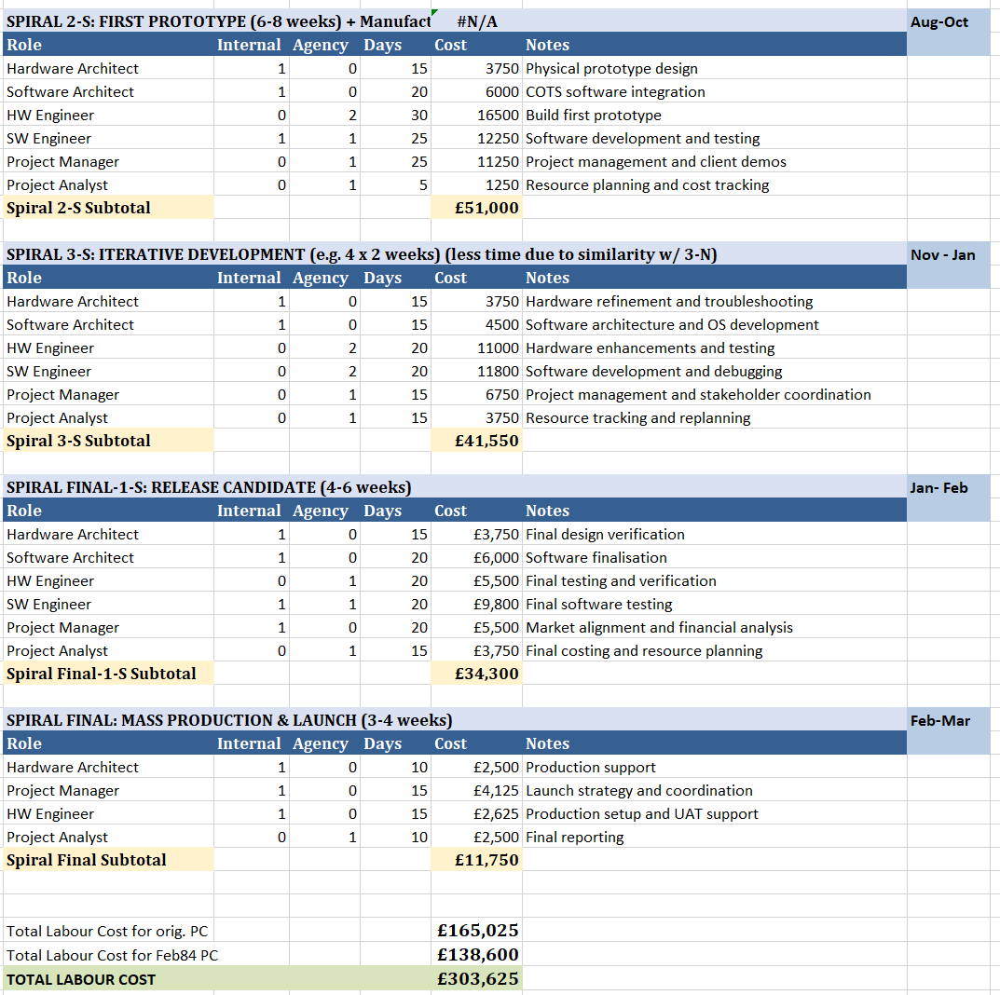 SPIRAL 2-S: FIRST PROTOTYPE (6-8 weeks) + Manufact #N/A Aug-Oct
Role Internal Agency Days Cost Notes
Hardware Architect 1 0 15 3750 Physical prototype design
Software Architect 1 0 20 6000 COTS software integration
HW Engineer 0 2 30 16500 Build first prototype
SW Engineer 1 1 25 12250 Software development and testing
Project Manager 0 1 25 11250 Project management and client demos
Project Analyst 0 1 5 1250 Resource planning and cost tracking
Spiral 2-S Subtotal £51,000
SPIRAL 3-S: ITERATIVE DEVELOPMENT (e.g. 4 x 2 weeks) (less time due to similarity w/ 3-N) Nov - Jan
Role Internal Agency Days Cost Notes
Hardware Architect 1 0 15 3750 Hardware refinement and troubleshooting
Software Architect 1 0 15 4500 Software architecture and OS development
HW Engineer 0 2 20 11000 Hardware enhancements and testing
SW Engineer 0 2 20 11800 Software development and debugging
Project Manager 0 1 15 6750 Project management and stakeholder coordination
Project Analyst 0 1 15 3750 Resource tracking and replanning
Spiral 3-S Subtotal £41,550
SPIRAL FINAL-1-S: RELEASE CANDIDATE (4-6 weeks) Jan- Feb
Role Internal Agency Days Cost Notes
Hardware Architect 1 0 15 £3,750 Final design verification
Software Architect 1 0 20 £6,000 Software finalisation
HW Engineer 0 1 20 £5,500 Final testing and verification
SW Engineer 1 1 20 £9,800 Final software testing
Project Manager 1 0 20 £5,500 Market alignment and financial analysis
Project Analyst 0 1 15 £3,750 Final costing and resource planning
Spiral Final-1-S Subtotal £34,300
SPIRAL FINAL: MASS PRODUCTION & LAUNCH (3-4 weeks) Feb-Mar
Role Internal Agency Days Cost Notes
Hardware Architect 1 0 10 £2,500 Production support
Project Manager 1 0 15 £4,125 Launch strategy and coordination
HW Engineer 1 0 15 £2,625 Production setup and UAT support
Project Analyst 0 1 10 £2,500 Final reporting
Spiral Final Subtotal £11,750
Total Labour Cost for orig. PC £165,025
Total Labour Cost for Feb84 PC £138,600
TOTAL LABOUR COST £303,625